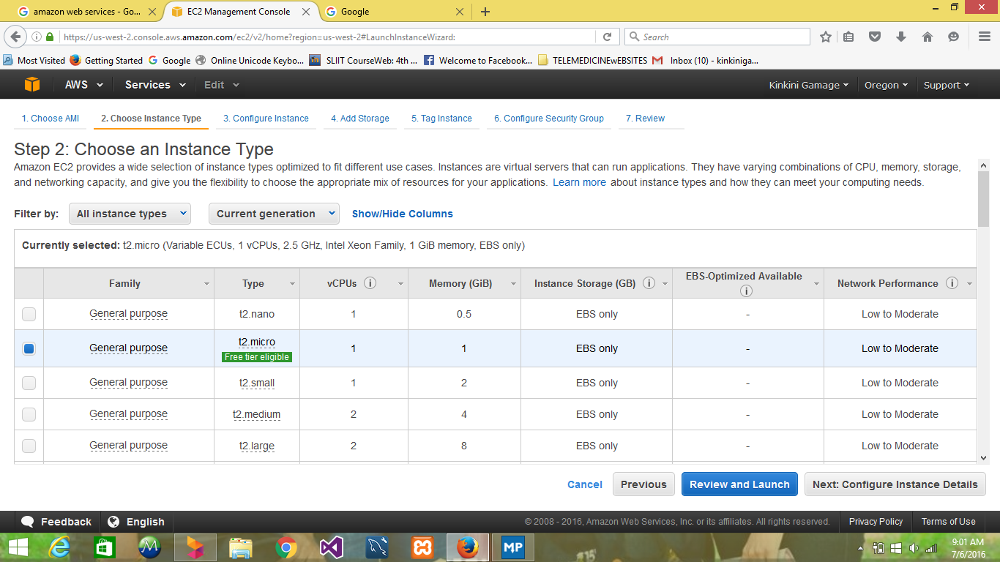 amazon web services - Go...
EC2 Management Console
Google
https://us-west-2.console.aws.amazon.com/ec2/v2/home?region=us-west-2#LaunchInstanceWizard:
Search
Most Visited
Getting Started
Google
Online Unicode Keybo...
SLIIT CourseWeb: 4th ...
Welcome to Facebook...
TELEMEDICINEwEBSITES
Inbox (10) - kinkiniga...
AWS
Services
Edit
Kinkini Gamage
Oregon
Support
1. Choose AMI
2. Choose Instance Type
3. Configure Instance
4. Add Storage
5. Tag Instance
6. Configure Security Group
7. Review
Step 2: Choose an Instance Type
Amazon EC2 provides a wide selection of instance types optimized to fit different use cases. Instances are virtual servers that can run applications. They have varying combinations of CPU, memory, storage,
and networking capacity, and give you the flexibility to choose the appropriate mix of resources for your applications. Learn more about instance types and how they can meet your computing needs.
Filter by:
All instance types
Current generation
Show/Hide Columns
Currently selected: t2.micro (Variable ECUs, 1 vCPUs, 2.5 GHz, Intel Xeon Family, 1 GiB memory, EBS only)
Family
Type
vCPUs
Memory (GiB)
Instance Storage (GB)
EBS-Optimized Available
Network Performance
General purpose
t2.nano
1
0.5
EBS only
-
Low to Moderate
General purpose
t2.micro
Free tier eligible
1
1
EBS only
-
Low to Moderate
General purpose
t2.small
1
2
EBS only
-
Low to Moderate
General purpose
t2.medium
2
4
EBS only
-
Low to Moderate
General purpose
t2.large
2
8
EBS only
-
Low to Moderate
Cancel
Previous
Review and Launch
Next: Configure Instance Details
Feedback
English
© 2008 - 2016, Amazon Web Services, Inc. or its affiliates. All rights reserved.
Privacy Policy
Terms of Use
MP
9:01 AM
7/6/2016